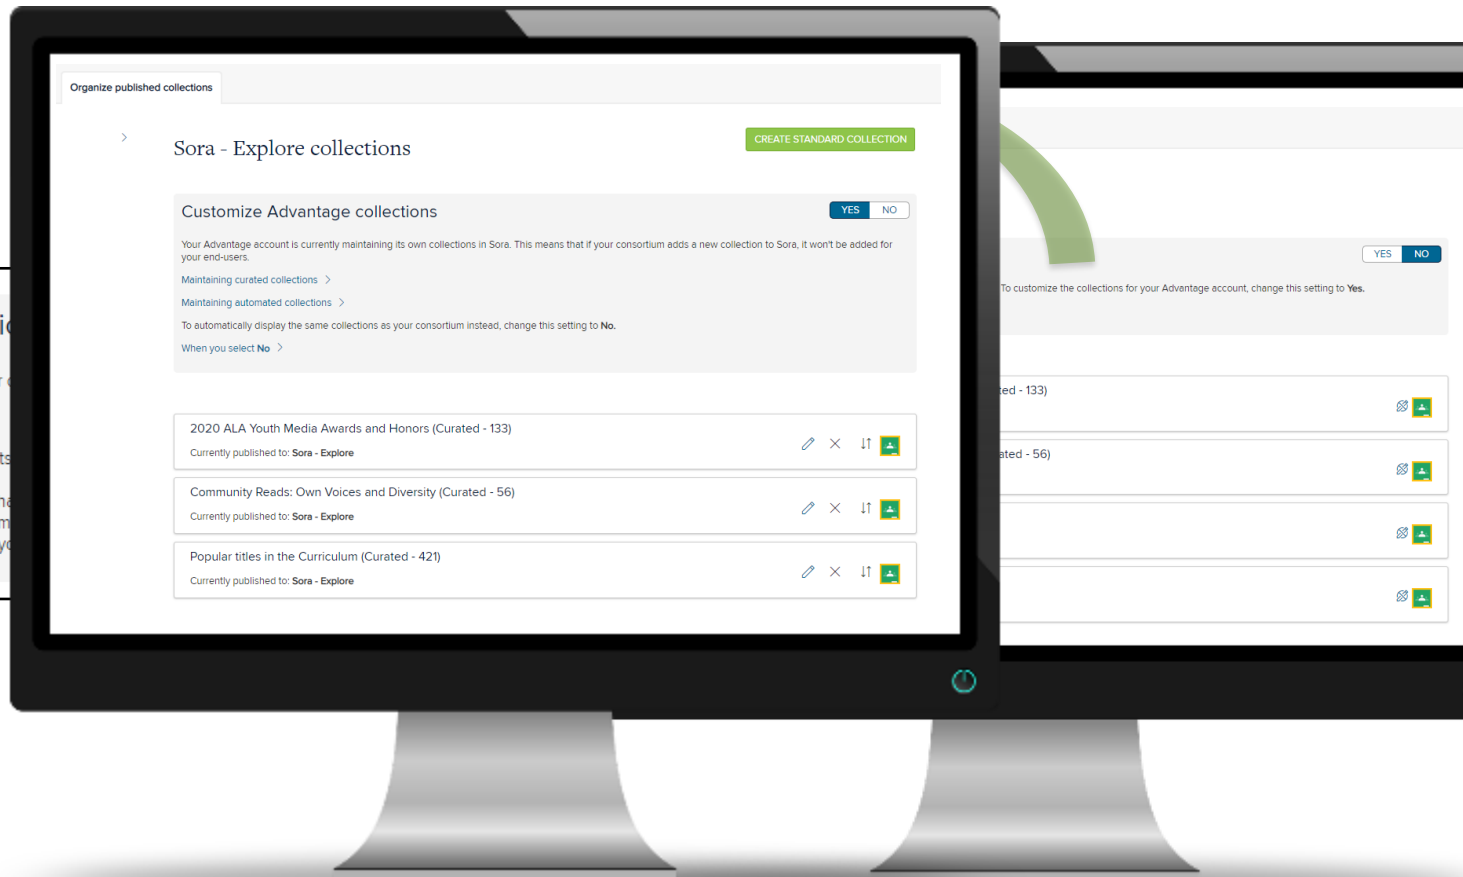 Organize published collections
Sora - Explore collections
CREATE STANDARD COLLECTION
Customize Advantage collections
YES NO
Your Advantage account is currently maintaining its own collections in Sora. This means that if your consortium adds a new collection to Sora, it won't be added for
your end-users.
Maintaining curated collections >
Maintaining automated collections >
To automatically display the same collections as your consortium instead, change this setting to No.
When you select No >
2020 ALA Youth Media Awards and Honors (Curated - 133)
Currently published to: Sora - Explore
Community Reads: Own Voices and Diversity (Curated - 56)
Currently published to: Sora - Explore
Popular titles in the Curriculum (Curated - 421)
Currently published to: Sora - Explore
YES NO
To customize the collections for your Advantage account, change this setting to Yes.
- 133)
- 56)